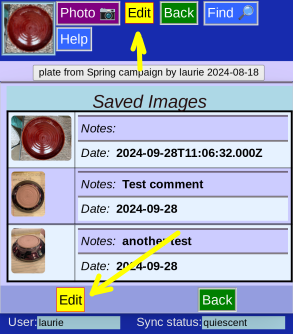 Photo 📷 Edit Back Find 🔎
Help
plate from Spring campaign by laurie 2024-08-18
Saved Images
Notes:
Date: 2024-09-28T11:06:32.000Z
Notes: Test comment
Date: 2024-09-28
Notes: another test
Date: 2024-09-28
Edit Back
User: laurie Sync status: quiescent